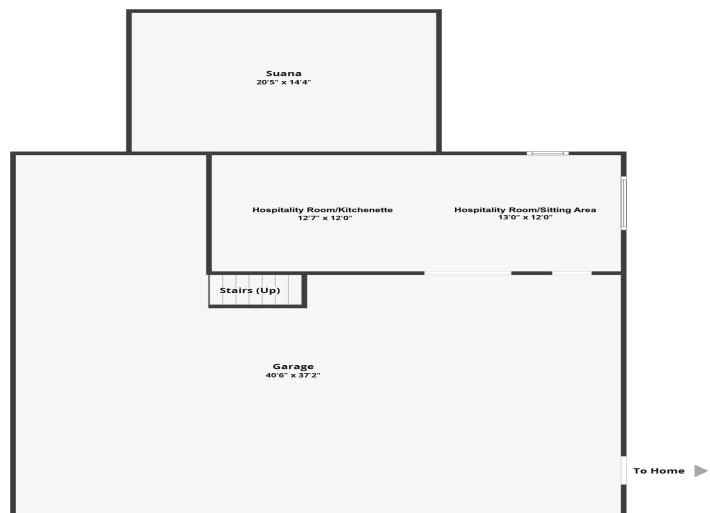 Suana
20'5" x 14'4"
Hospitality Room/Kitchenette
12'7" x 12'0"
Hospitality Room/Sitting Area
13'0" x 12'0"
Stairs (Up)
Garage
40'6" x 37'2"
To Home